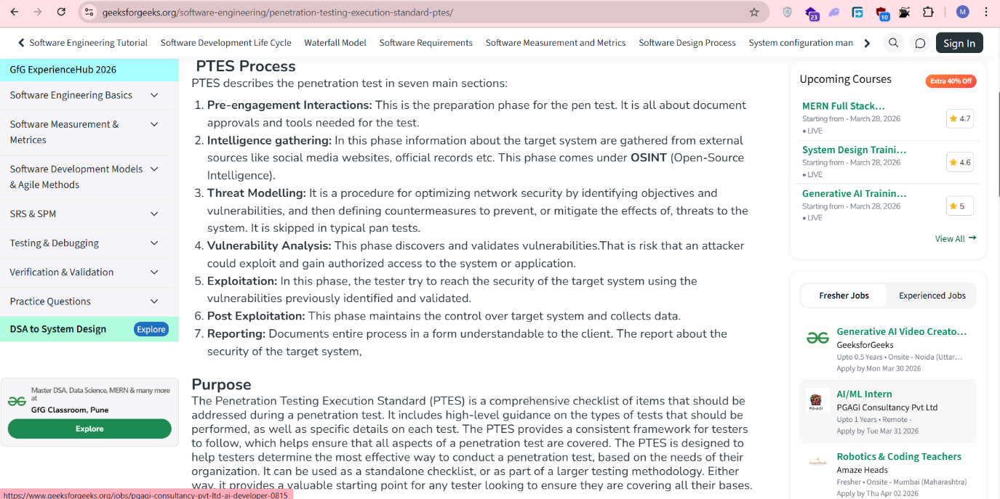 geeksforgeeks.org/software-engineering/penetration-testing-execution-standard-ptes/
23
10
M
Software Engineering Tutorial
Software Development Life Cycle
Waterfall Model
Software Requirements
Software Measurement and Metrics
Software Design Process
System configuration man
Sign In
GfG ExperienceHub 2026
Software Engineering Basics
Software Measurement &
Metrices
Software Development Models
& Agile Methods
SRS & SPM
Testing & Debugging
Verification & Validation
Practice Questions
DSA to System Design
Explore
Master DSA, Data Science, MERN & many more
at
GfG Classroom, Pune
Explore
PTES Process
PTES describes the penetration test in seven main sections:
1. Pre-engagement Interactions: This is the preparation phase for the pen test. It is all about document
approvals and tools needed for the test.
2. Intelligence gathering: In this phase information about the target system are gathered from external
sources like social media websites, official records etc. This phase comes under OSINT (Open-Source
Intelligence).
3. Threat Modelling: It is a procedure for optimizing network security by identifying objectives and
vulnerabilities, and then defining countermeasures to prevent, or mitigate the effects of, threats to the
system. It is skipped in typical pan tests.
4. Vulnerability Analysis: This phase discovers and validates vulnerabilities.That is risk that an attacker
could exploit and gain authorized access to the system or application.
5. Exploitation: In this phase, the tester try to reach the security of the target system using the
vulnerabilities previously identified and validated.
6. Post Exploitation: This phase maintains the control over target system and collects data.
7. Reporting: Documents entire process in a form understandable to the client. The report about the
security of the target system,
Purpose
The Penetration Testing Execution Standard (PTES) is a comprehensive checklist of items that should be
addressed during a penetration test. It includes high-level guidance on the types of tests that should be
performed, as well as specific details on each test. The PTES provides a consistent framework for testers
to follow, which helps ensure that all aspects of a penetration test are covered. The PTES is designed to
help testers determine the most effective way to conduct a penetration test, based on the needs of their
organization. It can be used as a standalone checklist, or as part of a larger testing methodology. Either
way, it provides a valuable starting point for any tester looking to ensure they are covering all their bases.
Upcoming Courses
Extra 40% Off
MERN Full Stack...
Starting from - March 28, 2026
• LIVE
4.7
System Design Traini...
Starting from - March 28, 2026
• LIVE
4.6
Generative AI Trainin...
Starting from - March 28, 2026
• LIVE
5
View All
Fresher Jobs
Experienced Jobs
Generative AI Video Creato...
GeeksforGeeks
Upto 0.5 Years • Onsite - Noida (Uttar...
Apply by Mon Mar 30 2026
PG-AGI
AI/ML Intern
PGAGI Consultancy Pvt Ltd
Upto 1 Years • Remote -
Apply by Tue Mar 31 2026
Robotics & Coding Teachers
Amaze Heads
Fresher • Onsite - Mumbai (Maharashtra)
Apply by Thu Apr 02 2026
https://www.geeksforgeeks.org/jobs/pgagi-consultancy-pvt-ltd-ai-developer-0815